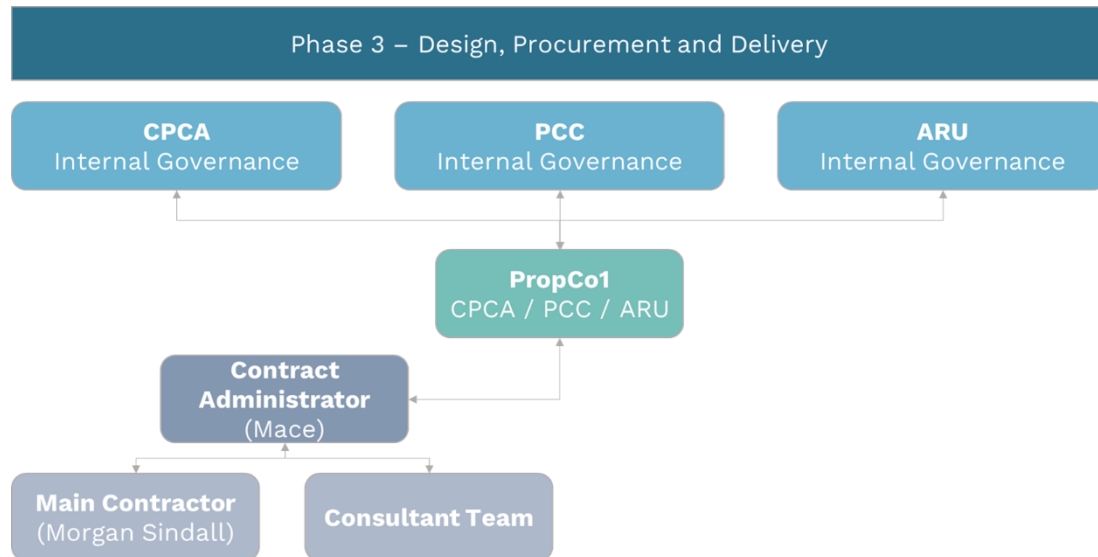 Phase 3 – Design, Procurement and Delivery
CPCA
Internal Governance
PCC
Internal Governance
ARU
Internal Governance
PropCo1
CPCA / PCC / ARU
Contract
Administrator
(Mace)
Main Contractor
(Morgan Sindall)
Consultant Team